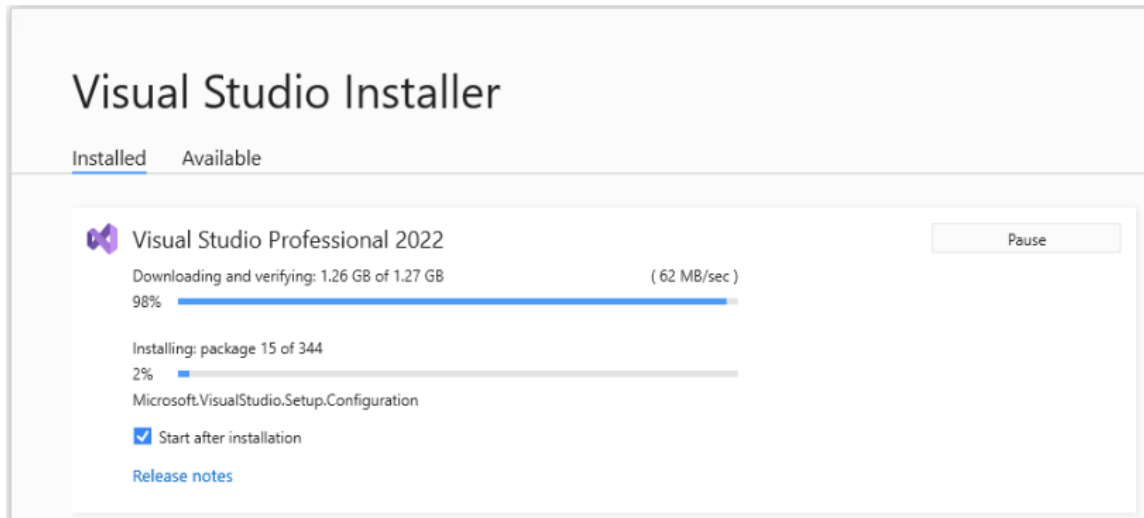 Visual Studio Installer
Installed Available
Visual Studio Professional 2022
Pause
Downloading and verifying: 1.26 GB of 1.27 GB ( 62 MB/sec )
98%
Installing: package 15 of 344
2%
Microsoft.VisualStudio.Setup.Configuration
Start after installation
Release notes